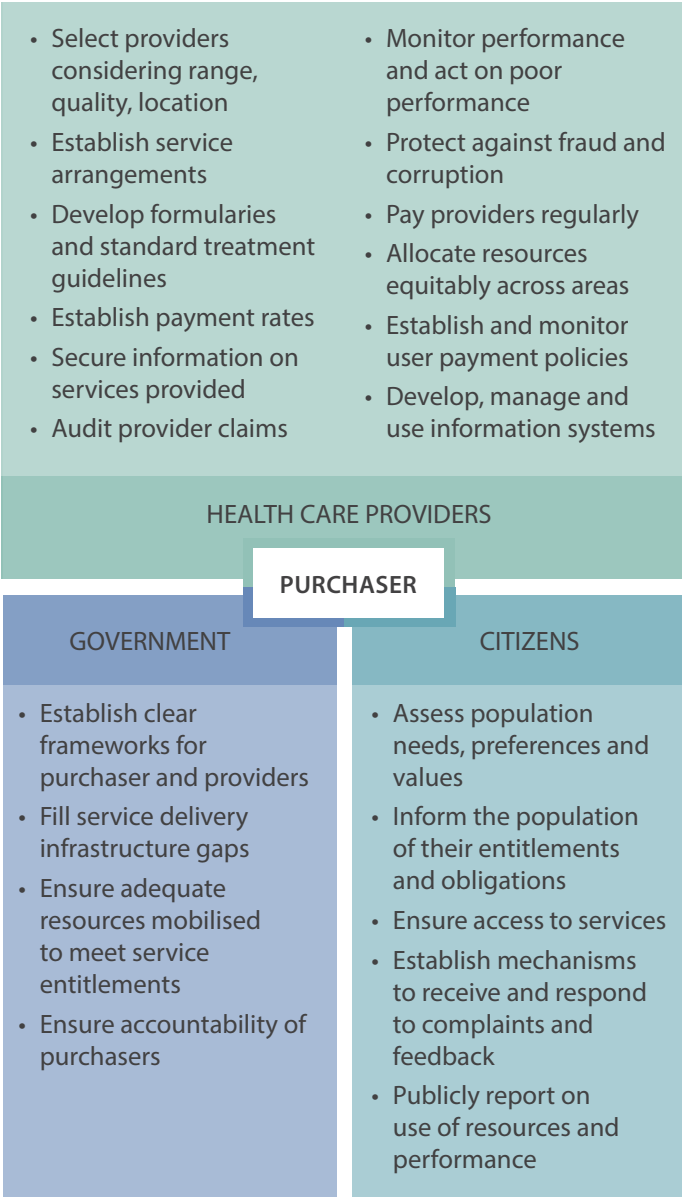 • Select providers
considering range,
quality, location
• Establish service
arrangements
• Develop formularies
and standard treatment
guidelines
• Establish payment rates
• Secure information on
services provided
• Audit provider claims
• Monitor performance
and act on poor
performance
• Protect against fraud and
corruption
• Pay providers regularly
• Allocate resources
equitably across areas
• Establish and monitor
user payment policies
• Develop, manage and
use information systems
HEALTH CARE PROVIDERS
PURCHASER
GOVERNMENT
• Establish clear
frameworks for
purchaser and providers
• Fill service delivery
infrastructure gaps
• Ensure adequate
resources mobilised
to meet service
entitlements
• Ensure accountability of
purchasers
CITIZENS
• Assess population
needs, preferences and
values
• Inform the population
of their entitlements
and obligations
• Ensure access to services
• Establish mechanisms
to receive and respond
to complaints and
feedback
• Publicly report on
use of resources and
performance